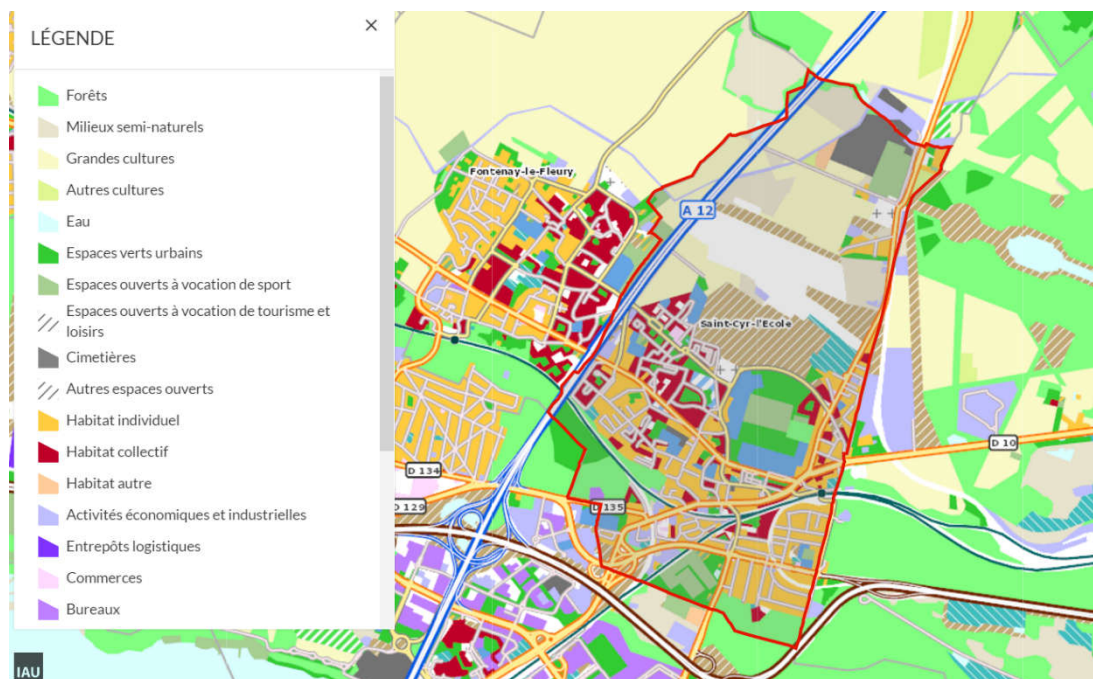 LÉGENDE
×
Forêts
Milieux semi-naturels
Grandes cultures
Autres cultures
Eau
Espaces verts urbains
Espaces ouverts à vocation de sport
Espaces ouverts à vocation de tourisme et
loisirs
Cimetières
Autres espaces ouverts
Habitat individuel
Habitat collectif
Habitat autre
Activités économiques et industrielles
Entrepôts logistiques
Commerces
Bureaux
IAU
Fontenay-le-Fleury
A 12
Saint-Cyr-l'Ecole
D 10
D 134
D 129
D 135